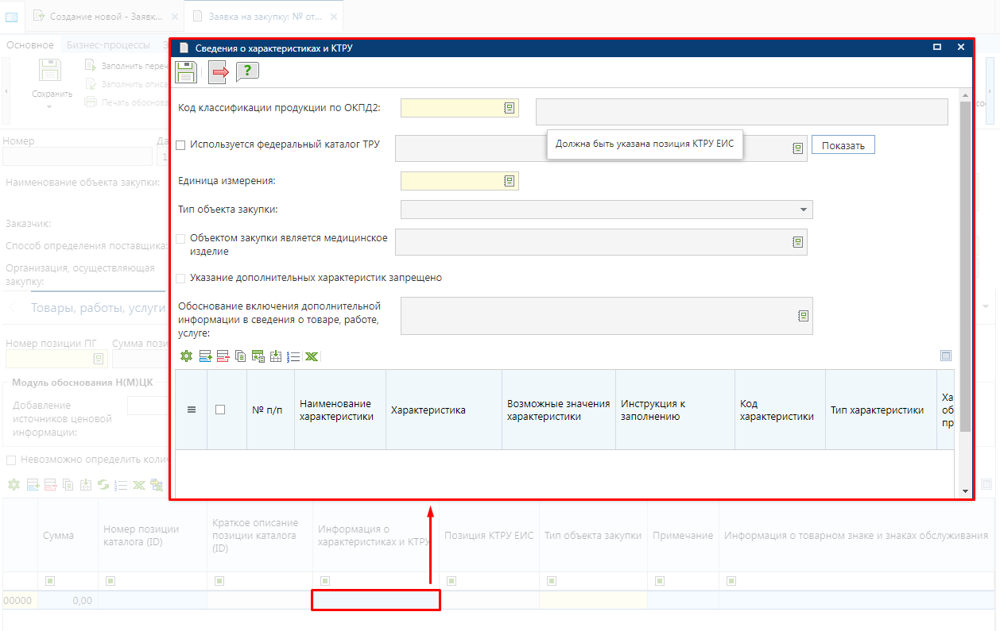 Создание новой - Заявк...
Заявка на закупку: № от...
Основное
Бизнес-процессы
Сохранить
Заполнить переч
Заполнить описа
Печать обоснова
Номер
Да
Наименование объекта закупки:
Заказчик:
Способ определения поставщика:
Организация, осуществляющая
закупку:
Товары, работы, услуги
Номер позиции ПГ
Сумма пози
Модуль обоснования Н(М)ЦК
Добавление
источников ценовой
информации:
Невозможно определить колич
Сведения о характеристиках и КТРУ
Код классификации продукции по ОКПД2:
Используется федеральный каталог ТРУ
Должна быть указана позиция КТРУ ЕИС
Показать
Единица измерения:
Тип объекта закупки:
Объектом закупки является медицинское
изделие
Указание дополнительных характеристик запрещено
Обоснование включения дополнительной
информации в сведения о товаре, работе,
услуге:
№ п/п
Наименование
характеристики
Характеристика
Возможные значения
характеристики
Инструкция к
заполнению
Код
характеристики
Тип характеристики
Ха
об
пр
Сумма
Номер позиции
каталога (ID)
Краткое описание
позиции каталога
(ID)
Информация о
характеристиках и КТРУ
Позиция КТРУ ЕИС
Тип объекта закупки
Примечание
Информация о товарном знаке и знаках обслуживания
00000
0,00